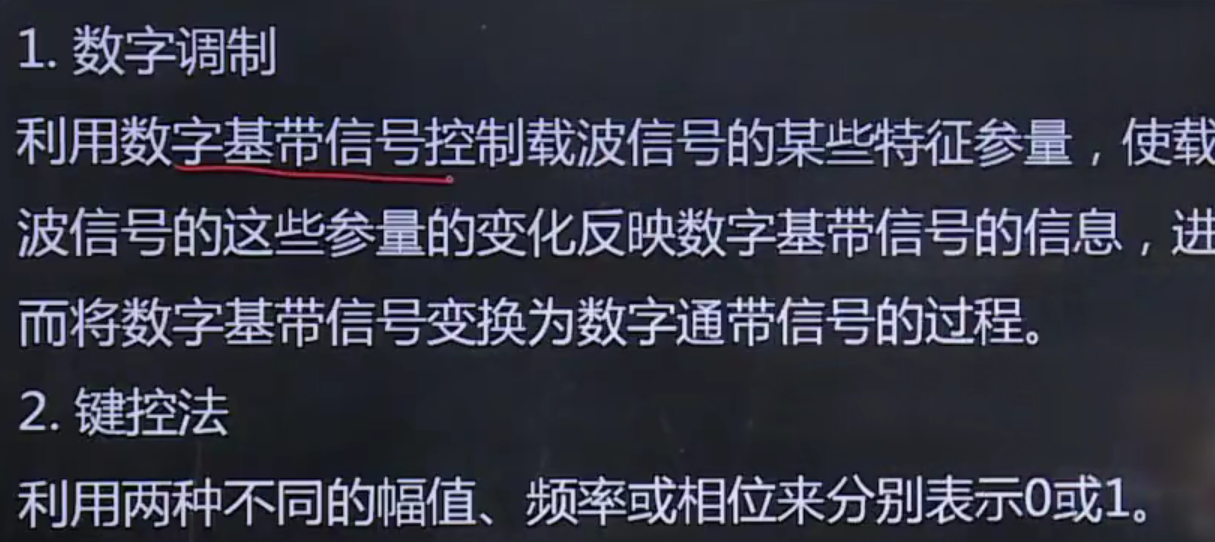 1. 数字调制
利用数字基带信号控制载波信号的某些特征参量，使载
波信号的这些参量的变化反映数字基带信号的信息，进
而将数字基带信号变换为数字通带信号的过程。
2. 键控法
利用两种不同的幅值、频率或相位来分别表示0或1。